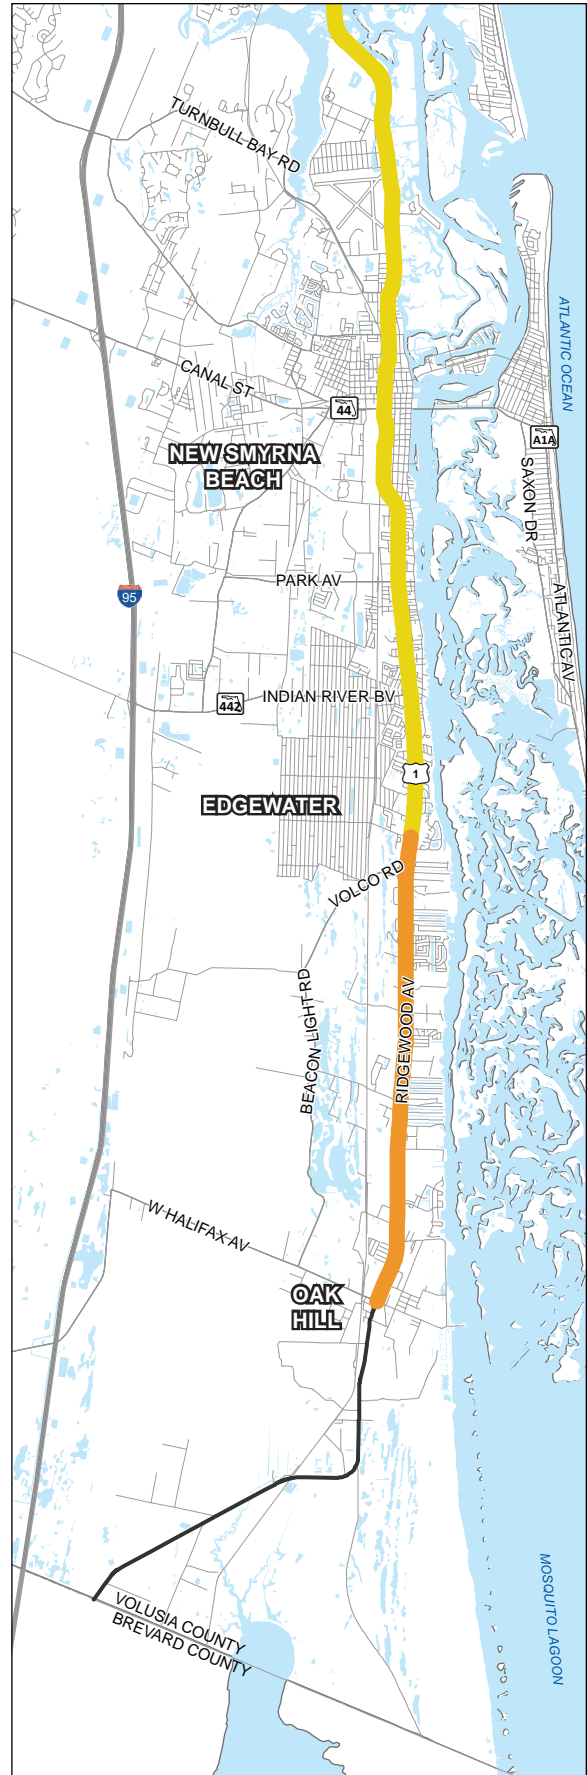 TURNBULL BAY RD
ATLANTIC OCEAN
CANAL ST
44
A1A
NEW SMYRNA
BEACH
SAXON DR
PARK AV
95
ATLANTIC AV
INDIAN RIVER BV
442
1
EDGEWATER
VOLCO RD
BEACON LIGHT RD
RIDGEWOOD AV
W HALIFAX AV
OAK
HILL
MOSQUITO LAGOON
VOLUSIA COUNTY
BREVARD COUNTY